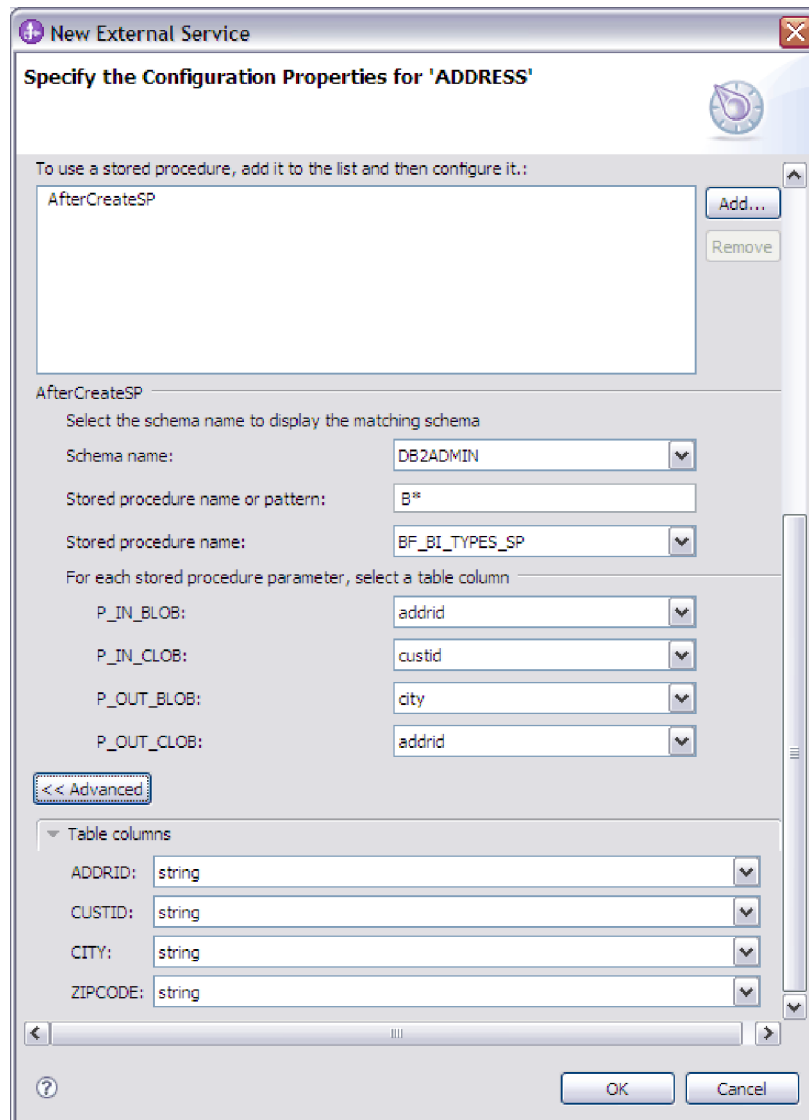 New External Service
Specify the Configuration Properties for 'ADDRESS'
To use a stored procedure, add it to the list and then configure it.:
AfterCreateSP
Add...
Remove
AfterCreateSP
Select the schema name to display the matching schema
Schema name: DB2ADMIN
Stored procedure name or pattern: B*
Stored procedure name: BF_BI_TYPES_SP
For each stored procedure parameter, select a table column
P_IN_BLOB: addrid
P_IN_CLOB: custid
P_OUT_BLOB: city
P_OUT_CLOB: addrid
<< Advanced
Table columns
ADDRID: string
CUSTID: string
CITY: string
ZIPCODE: string
? OK Cancel